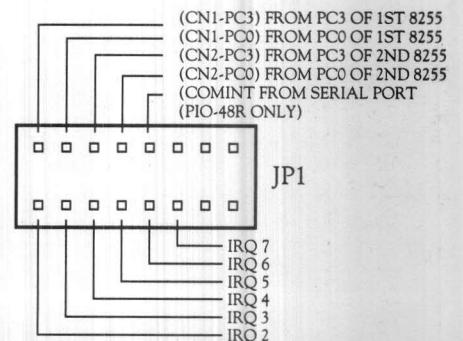 (CN1-PC3) FROM PC3 OF 1ST 8255
(CN1-PC0) FROM PC0 OF 1ST 8255
(CN2-PC3) FROM PC3 OF 2ND 8255
(CN2-PC0) FROM PC0 OF 2ND 8255
(COMINT FROM SERIAL PORT
(PIO-48R ONLY)
JP1
IRQ 7
IRQ 6
IRQ 5
IRQ 4
IRQ 3
IRQ 2